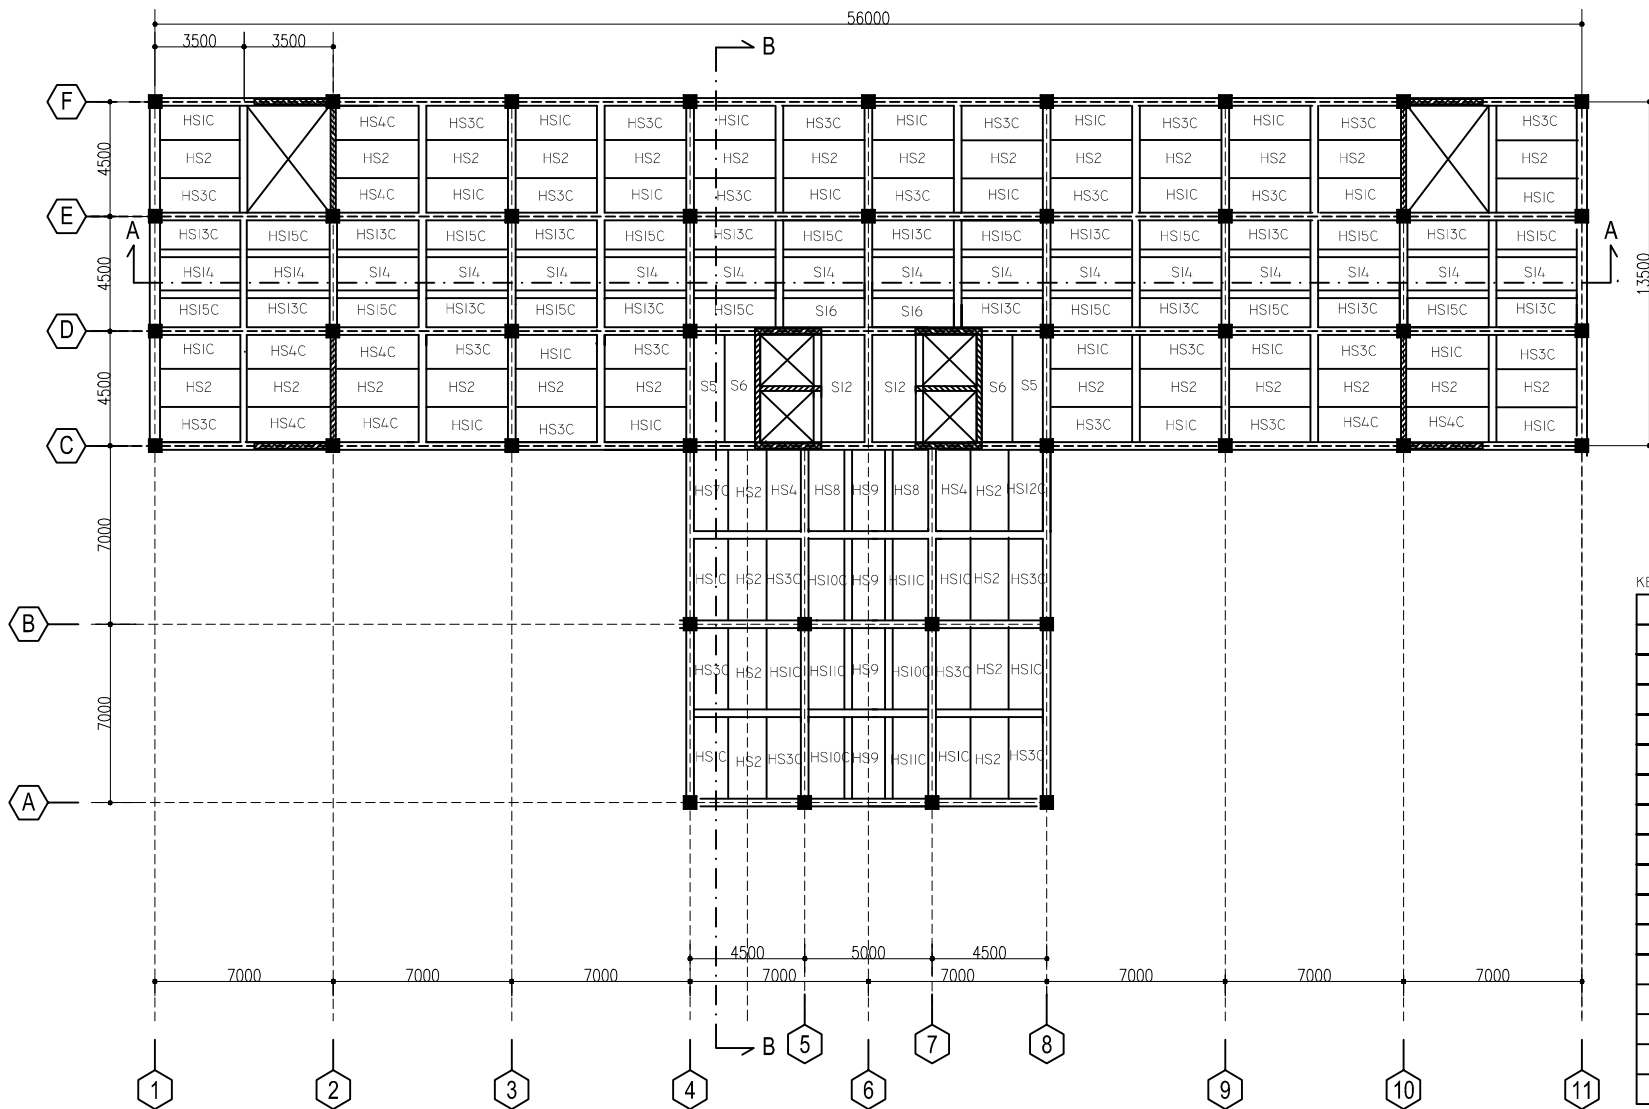 56000
3500 3500
B
F
HS1C HS4C HS3C HS1C HS3C HS1C HS3C HS1C HS3C HS1C HS3C HS1C HS3C HS3C
4500
HS2 HS2 HS2 HS2 HS2 HS2 HS2 HS2 HS2 HS2 HS2 HS2 HS2 HS2
HS3C HS4C HS1C HS3C HS1C HS3C HS1C HS3C HS1C HS3C HS1C HS3C HS1C HS1C
E
A A
HS13C HS15C HS13C HS15C HS13C HS15C HS13C HS15C HS13C HS15C HS13C HS15C HS13C HS15C HS13C HS15C
4500 13500
HS14 HS14 S14 S14 S14 S14 S14 S14 S14 S14 S14 S14 S14 S14 S14 S14
HS15C HS13C HS15C HS13C HS15C HS13C HS15C S16 S16 HS13C HS15C HS13C HS15C HS13C HS15C HS13C
D
HS1C HS4C HS4C HS3C HS1C HS3C HS1C HS3C HS1C HS3C HS1C HS3C
4500
HS2 HS2 HS2 HS2 HS2 HS2 S5 S6 S12 S12 S6 S5 HS2 HS2 HS2 HS2 HS2 HS2
HS3C HS4C HS4C HS1C HS3C HS1C HS3C HS1C HS3C HS4C HS4C HS1C
C
HS7C HS2 HS4 HS8 HS9 HS8 HS4 HS2 HS12C
7000
HS1C HS2 HS3C HS10C HS9 HS11C HS1C HS2 HS3C
KE
B
HS3C HS2 HS1C HS11C HS9 HS10C HS3C HS2 HS1C
7000
HS1C HS2 HS3C HS10C HS9 HS11C HS1C HS2 HS3C
A
4500 5000 4500
7000 7000 7000 7000 7000 7000 7000 7000
B
5 7 8
1 2 3 4 6 9 10 11